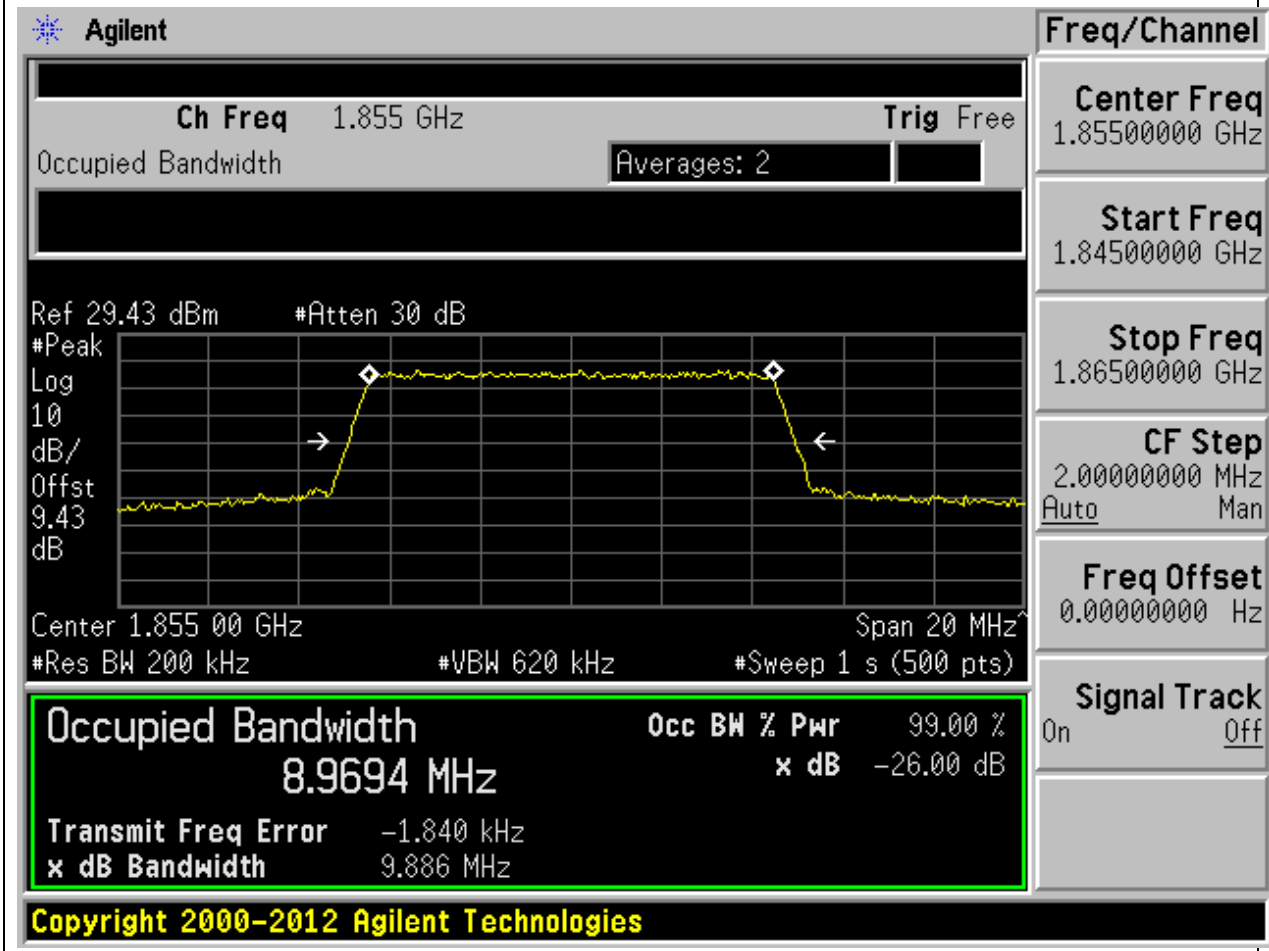 Agilent
Freq/Channel
Ch Freq 1.855 GHz Trig Free
Occupied Bandwidth Averages: 2
Center Freq
1.85500000 GHz
Start Freq
1.84500000 GHz
Stop Freq
1.86500000 GHz
CF Step
2.00000000 MHz
Auto Man
Freq Offset
0.00000000 Hz
Signal Track
On Off
Ref 29.43 dBm #Atten 30 dB
#Peak
Log
10
dB/
Offst
9.43
dB
Center 1.855 00 GHz Span 20 MHz^
#Res BW 200 kHz #VBW 620 kHz #Sweep 1 s (500 pts)
Occupied Bandwidth
8.9694 MHz
Occ BW % Pwr 99.00 %
x dB -26.00 dB
Transmit Freq Error -1.840 kHz
x dB Bandwidth 9.886 MHz
Copyright 2000-2012 Agilent Technologies